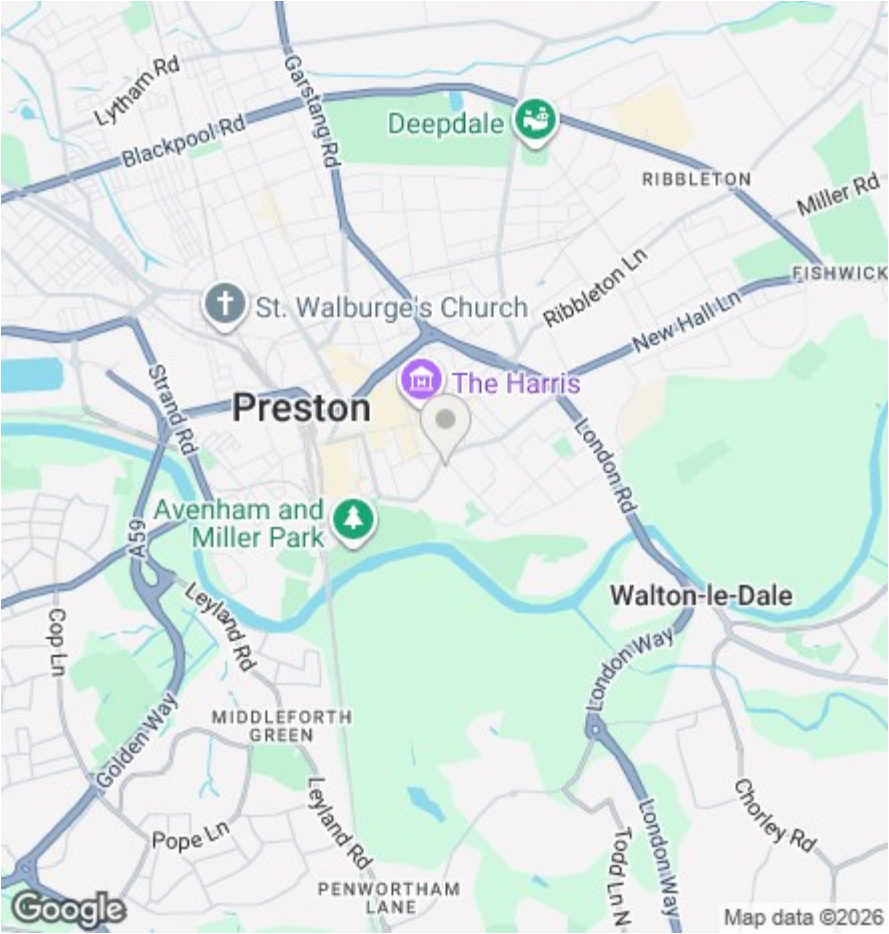 Lytham Rd
Garstang Rd
Blackpool Rd
Deepdale
RIBBLETON
Miller Rd
FISHWICK
Ribbleton Ln
St. Walburge's Church
New Hall Ln
The Harris
Strand Rd
Preston
London Rd
Avenham and
Miller Park
A59
Leyland Rd
Walton-le-Dale
Cop Ln
London Way
MIDDLEFORTH
GREEN
Golden Way
Leyland Rd
Pope Ln
Chorley Rd
London Way
Todd Ln N
PENWORTHAM
LANE
Google
Map data ©2026